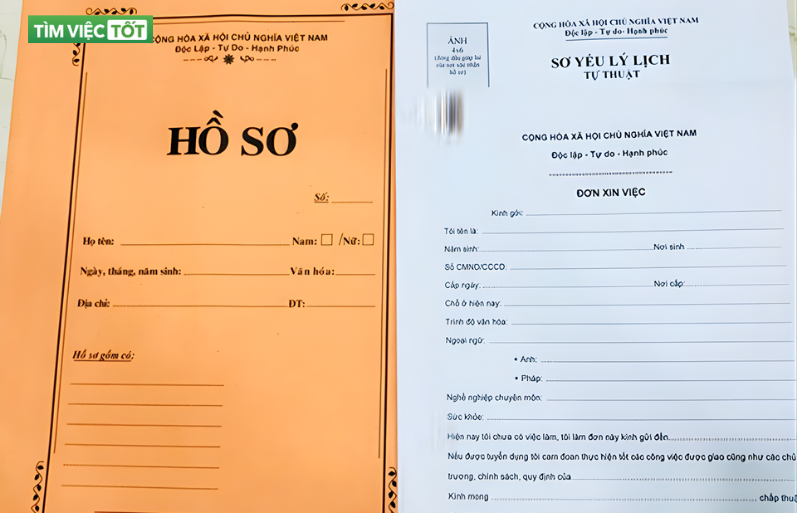 TÌM VIỆC TỐT
CỘNG HÒA XÃ HỘI CHỦ NGHĨA VIỆT NAM
Độc Lập - Tự Do - Hạnh Phúc
HỒ SƠ
Số:
Họ tên: Nam: /Nữ:
Ngày, tháng, năm sinh: Văn hóa:
Địa chỉ: ĐT:
Hồ sơ gồm có:
ẢNH
4x6
CỘNG HÒA XÃ HỘI CHỦ NGHĨA VIỆT NAM
Độc Lập - Tự Do - Hạnh Phúc
SƠ YẾU LÝ LỊCH
TỰ THUẬT
CỘNG HÒA XÃ HỘI CHỦ NGHĨA VIỆT NAM
Độc lập - Tự do - Hạnh phúc
ĐƠN XIN VIỆC
Kính gởi:
Tôi tên là:
Năm sinh: Nơi sinh
Số CMND/CCCD:
Cấp ngày: Nơi cấp:
Chỗ ở hiện nay:
Trình độ văn hóa:
Ngoại ngữ:
• Anh:
• Pháp:
Nghề nghiệp chuyên môn:
Sức khỏe:
Hiện nay tôi chưa có việc làm, tôi làm đơn này kính gửi đến
Nếu được tuyển dụng tôi cam đoan thực hiện tốt các công việc được giao cũng như các chủ
trương, chính sách, quy định của
Kính mong chấp thuậ